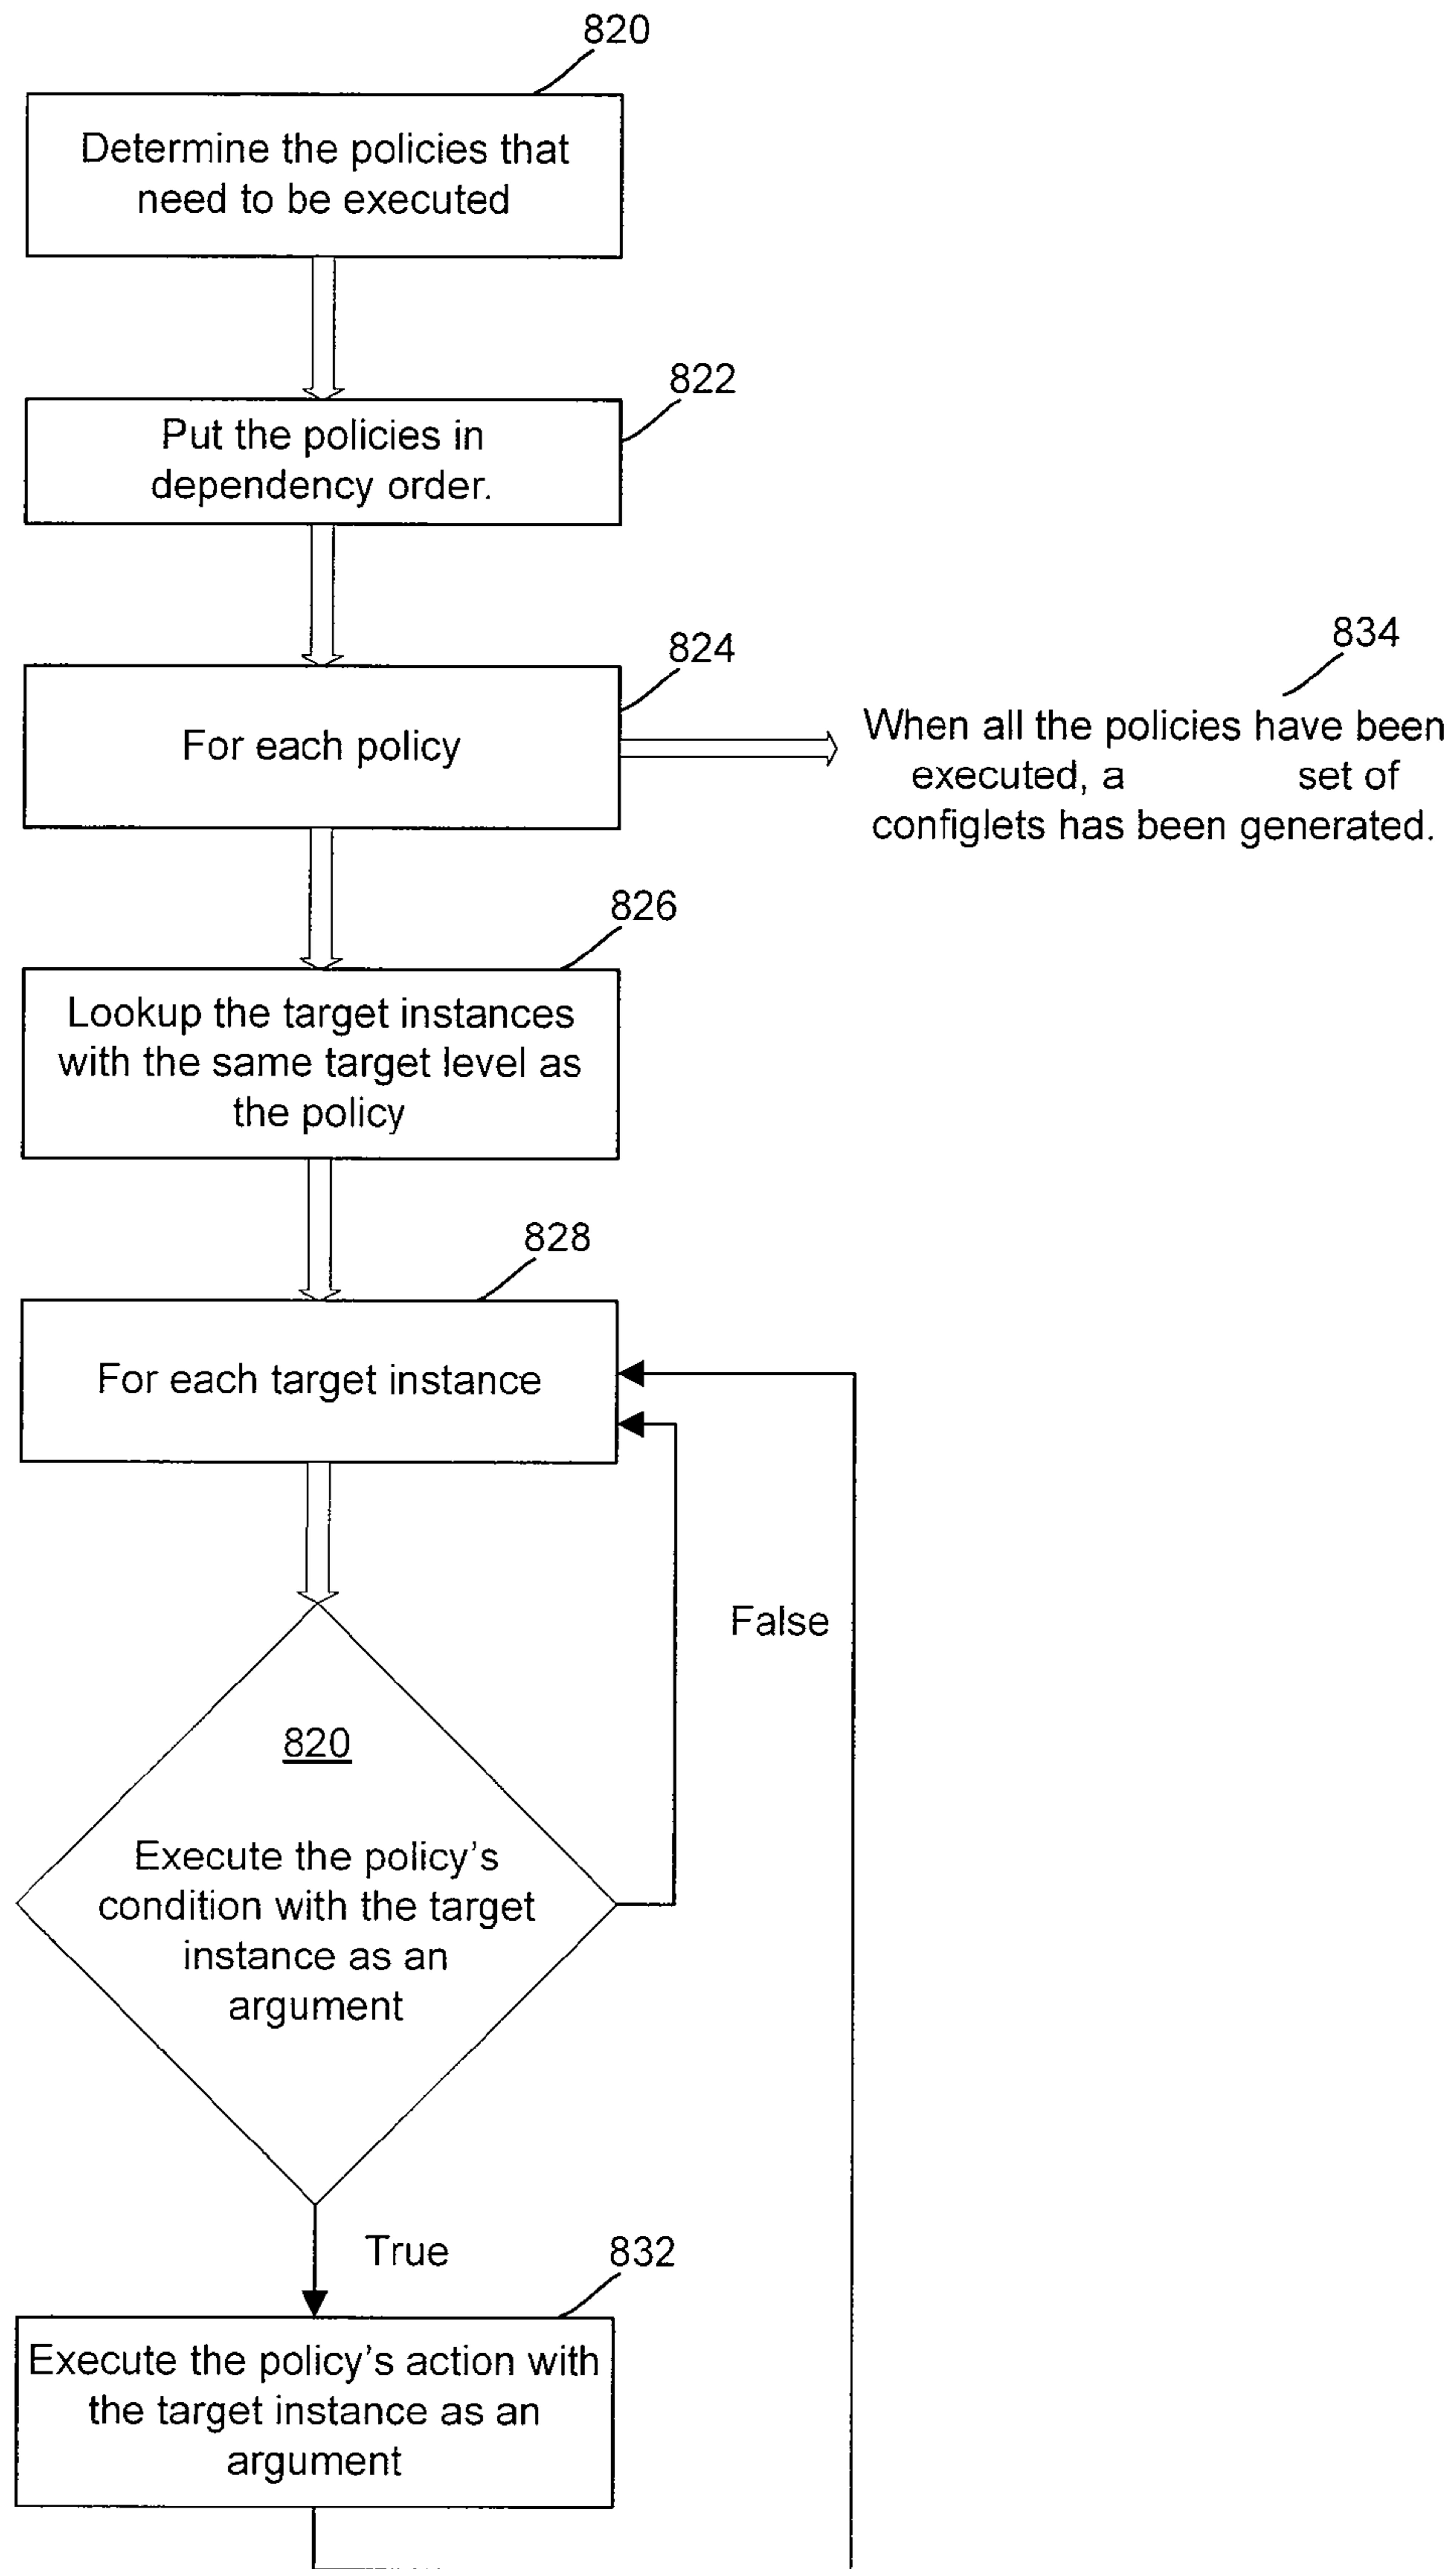 820
Determine the policies that
need to be executed
822
Put the policies in
dependency order.
824
For each policy
834
When all the policies have been
executed, a set of
configlets has been generated.
826
Lookup the target instances
with the same target level as
the policy
828
For each target instance
False
820
Execute the policy's
condition with the target
instance as an
argument
True
832
Execute the policy's action with
the target instance as an
argument